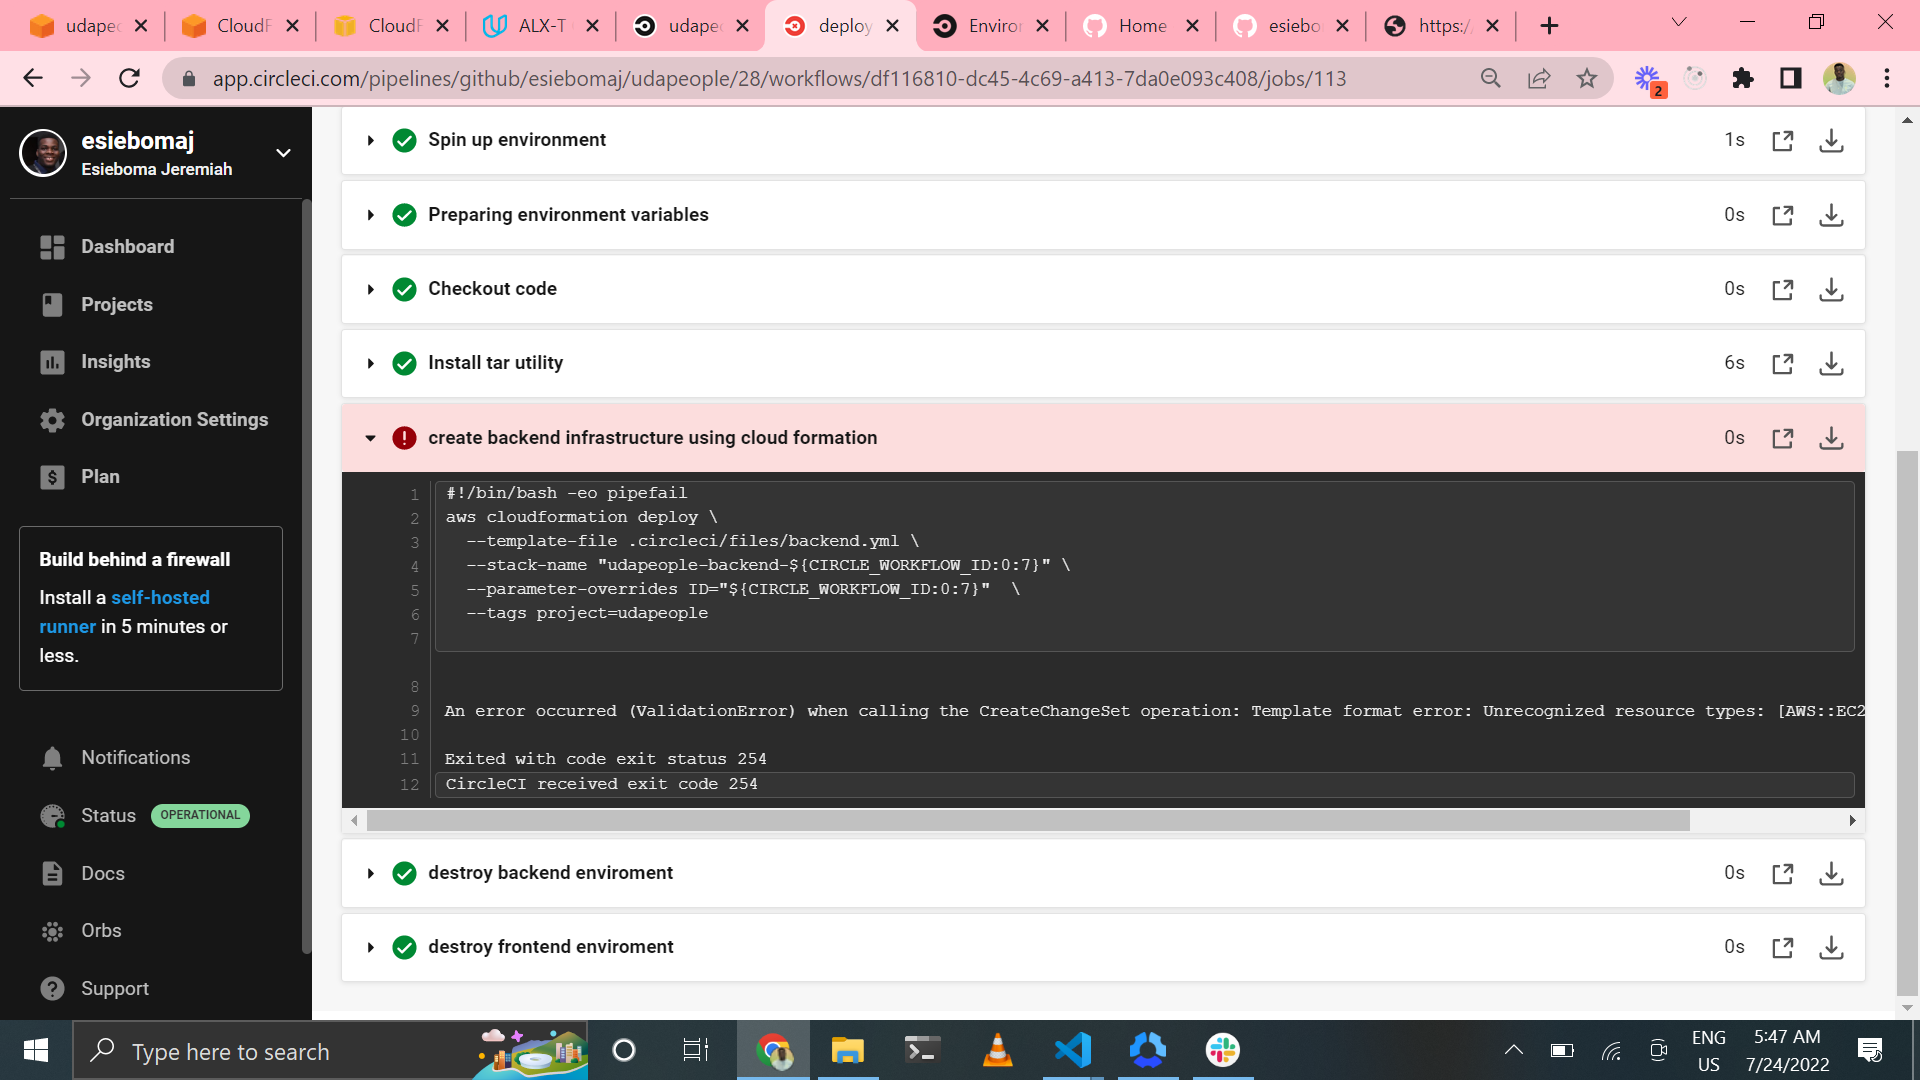 udapec
CloudF
CloudF
ALX-T
udapec
deploy
Enviror
Home
esiebo
https:/
app.circleci.com/pipelines/github/esiebomaj/udapeople/28/workflows/df116810-dc45-4c69-a413-7da0e093c408/jobs/113
2
esiebomaj
Esieboma Jeremiah
Dashboard
Projects
Insights
Organization Settings
Plan
Build behind a firewall
Install a self-hosted
runner in 5 minutes or
less.
Notifications
Status OPERATIONAL
Docs
Orbs
Support
Spin up environment 1s
Preparing environment variables 0s
Checkout code 0s
Install tar utility 6s
create backend infrastructure using cloud formation 0s
1 #!/bin/bash -eo pipefail
2 aws cloudformation deploy \
3 --template-file .circleci/files/backend.yml \
4 --stack-name "udapeople-backend-${CIRCLE_WORKFLOW_ID:0:7}" \
5 --parameter-overrides ID="${CIRCLE_WORKFLOW_ID:0:7}"  \
6 --tags project=udapeople
7
8
9 An error occurred (ValidationError) when calling the CreateChangeSet operation: Template format error: Unrecognized resource types: [AWS::EC2
10
11 Exited with code exit status 254
12 CircleCI received exit code 254
destroy backend enviroment 0s
destroy frontend enviroment 0s
Type here to search
ENG
US
5:47 AM
7/24/2022